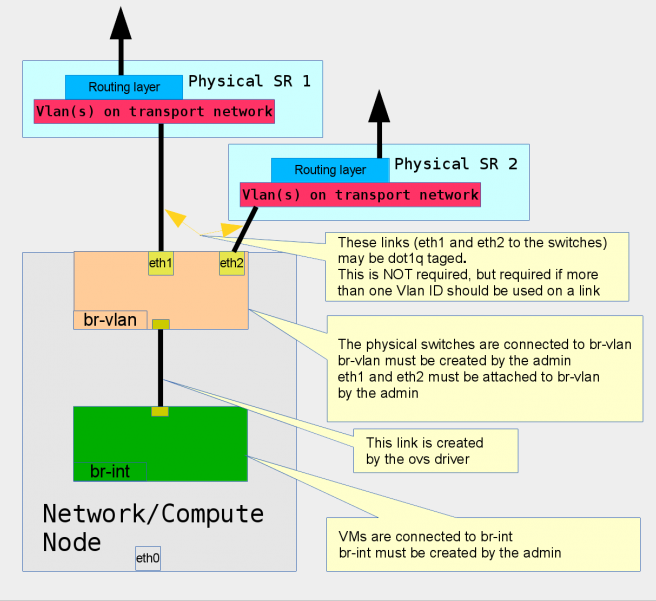 Physical SR 1
Routing layer
Vlan(s) on transport network
Physical SR 2
Routing layer
Vlan(s) on transport network
These links (eth1 and eth2 to the switches)
may be dot1q taged.
This is NOT required, but required if more
than one Vlan ID should be used on a link
eth1
eth2
br-vlan
The physical switches are connected to br-vlan
br-vlan must be created by the admin
eth1 and eth2 must be attached to br-vlan
by the admin
This link is created
by the ovs driver
br-int
Network/Compute
Node
VMs are connected to br-int
br-int must be created by the admin
eth0